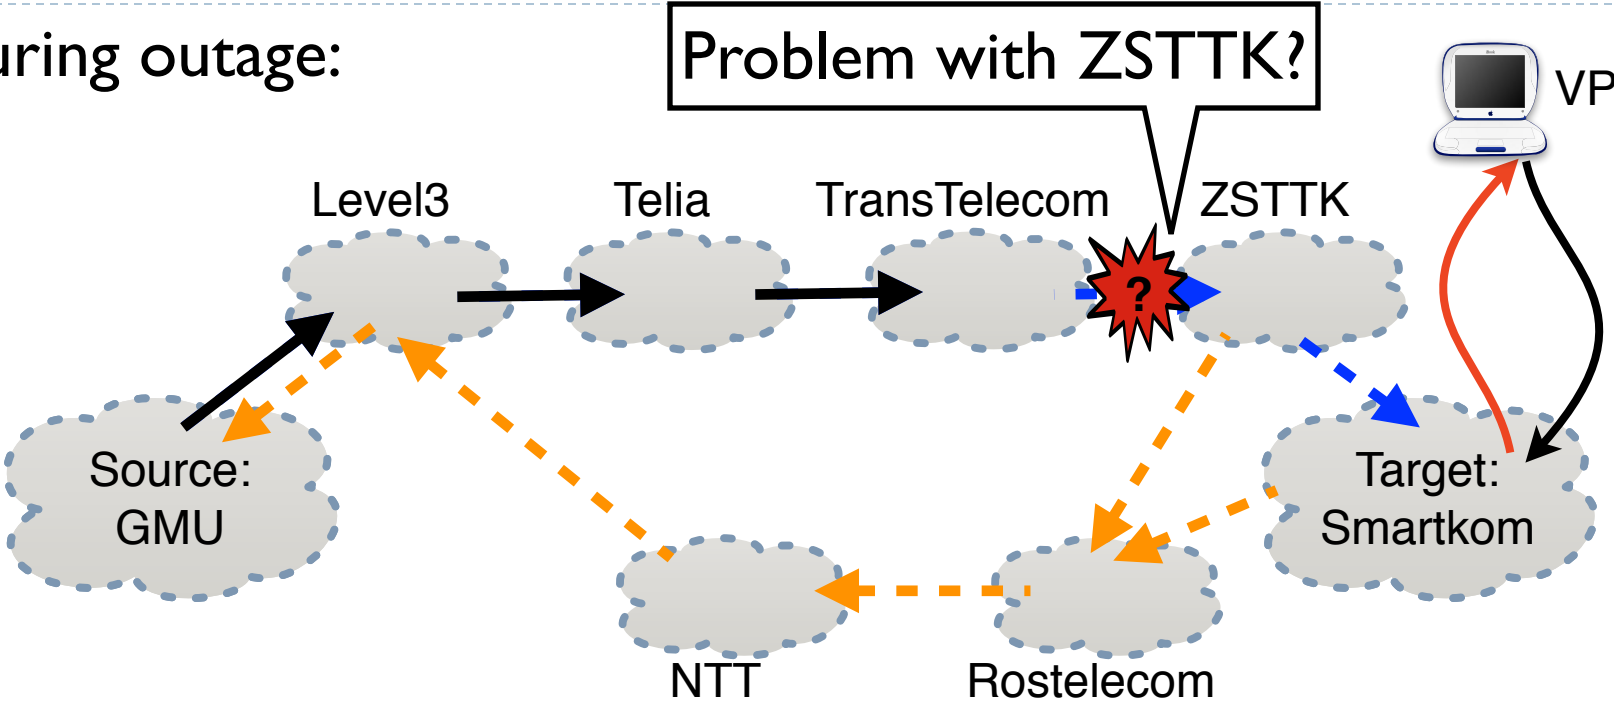 uring outage:
Problem with ZSTTK?
VP
Level3
Telia
TransTelecom
ZSTTK
?
Source:
GMU
Target:
Smartkom
NTT
Rostelecom